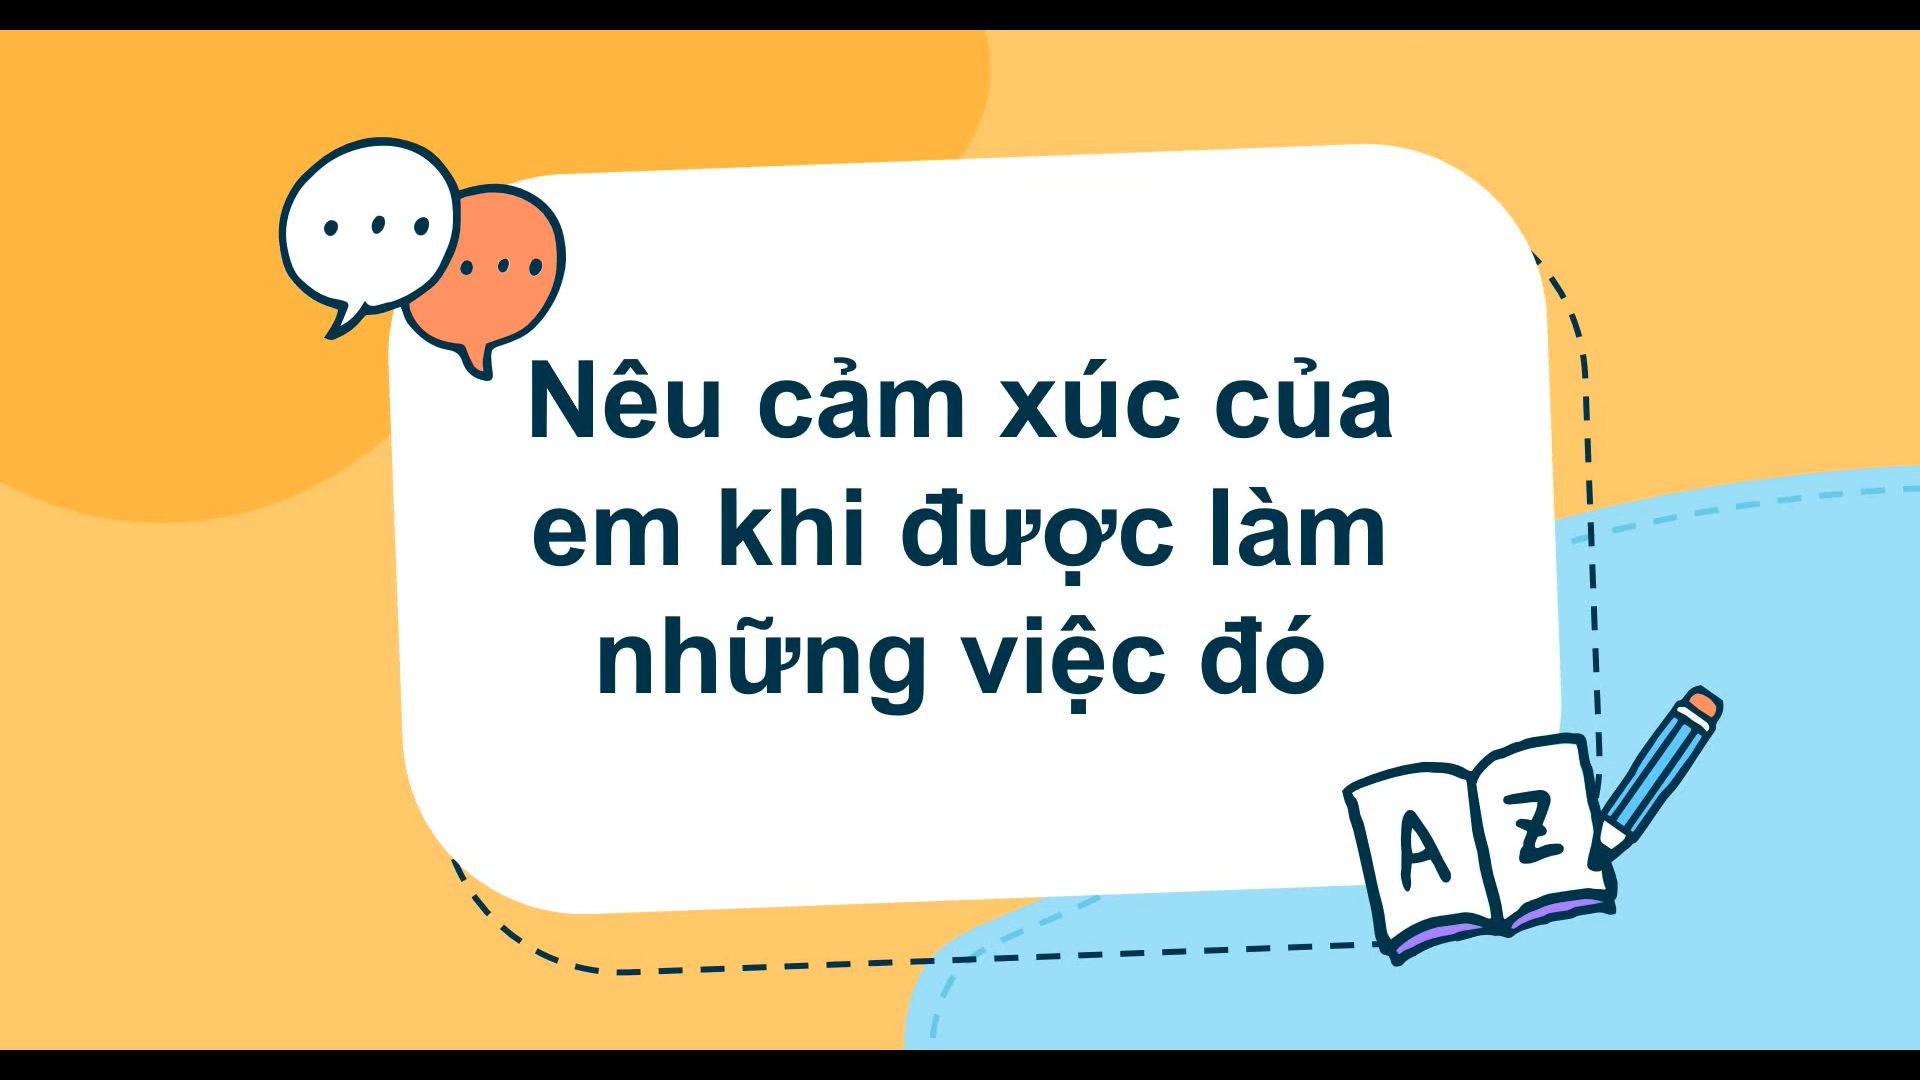 Nêu cảm xúc của
em khi được làm
những việc đó
A Z